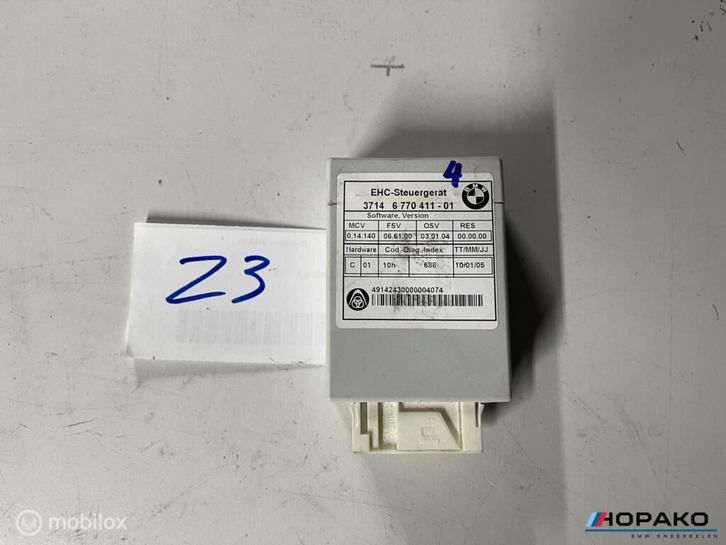 4
EHC-Steuergerät
3714 6 770 411 - 01
Software, Version
MCV FSV OSV RES
0.14.140 06.61.00 03.01.04 00.00.00
Hardware Cod.-Diag.-Index TT/MM/JJ
C 01 10h- 688 10/01/05
49142430000004074
Z3
BMW
mobilox
HOPAKO
BMW ONDERDELEN